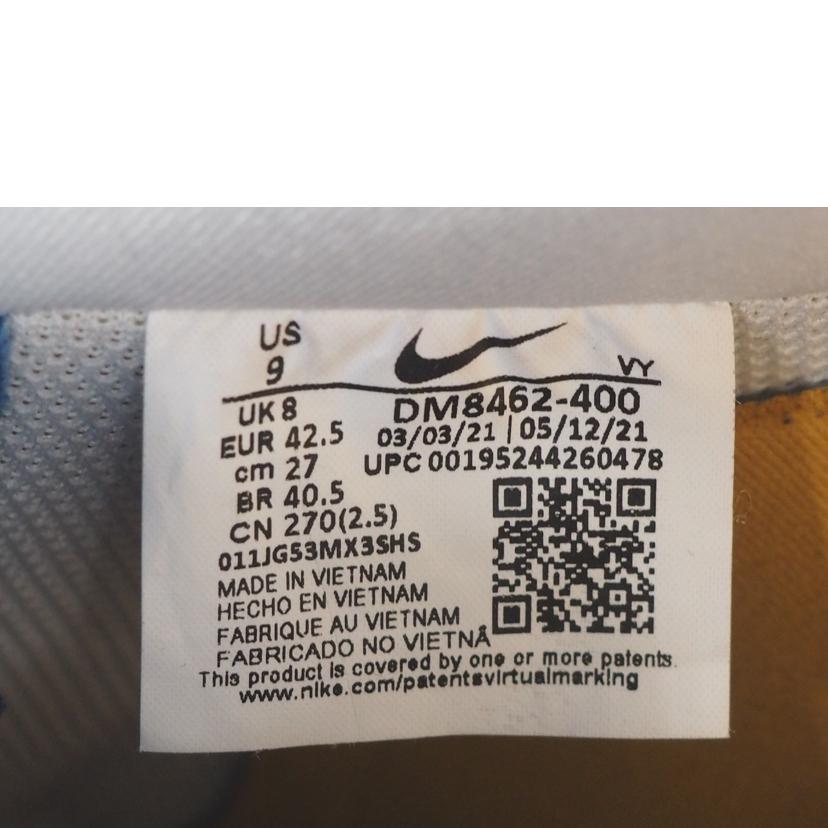 US
9
VY
UK 8
DM8462-400
EUR 42.5
03/03/21 | 05/12/21
cm 27
UPC 00195244260478
BR 40.5
CN 270(2.5)
011JG53MX3SHS
MADE IN VIETNAM
HECHO EN VIETNAM
FABRIQUE AU VIETNAM
FABRICADO NO VIETNÃ
This product is covered by one or more patents.
www.nike.com/patentsvirtualmarking